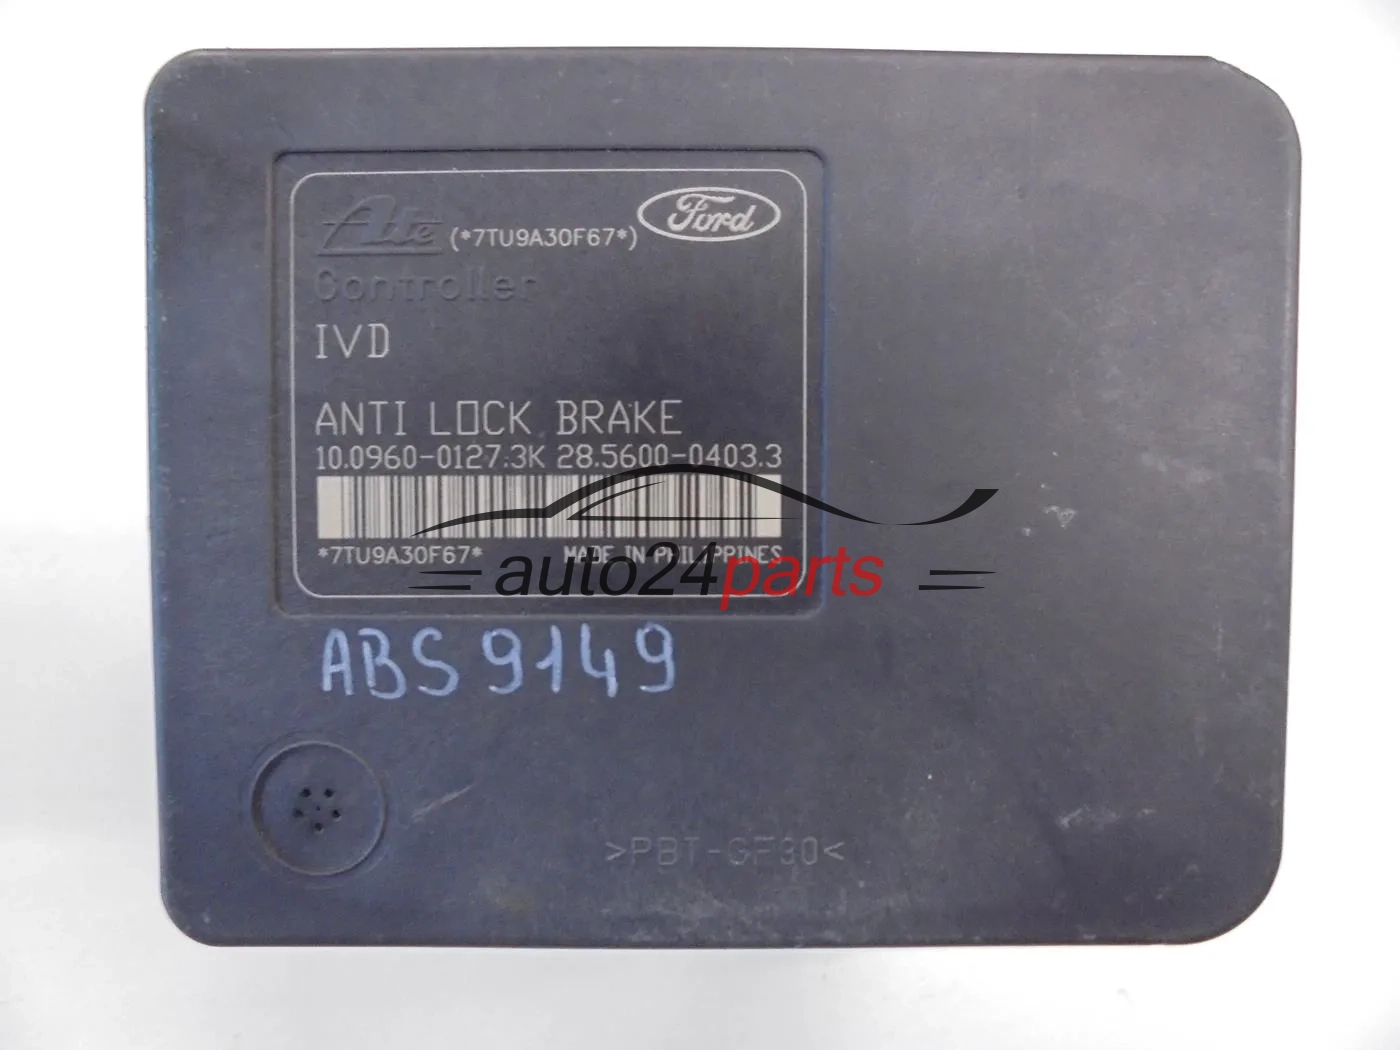 Ate (*7TU9A30F67*) Ford
Controller
IVD
ANTI LOCK BRAKE
10.0960-0127.3K 28.5600-0403.3
*7TU9A30F67* MADE IN PHILIPPINES
auto24parts
ABS 9149
>PBT-GF30<